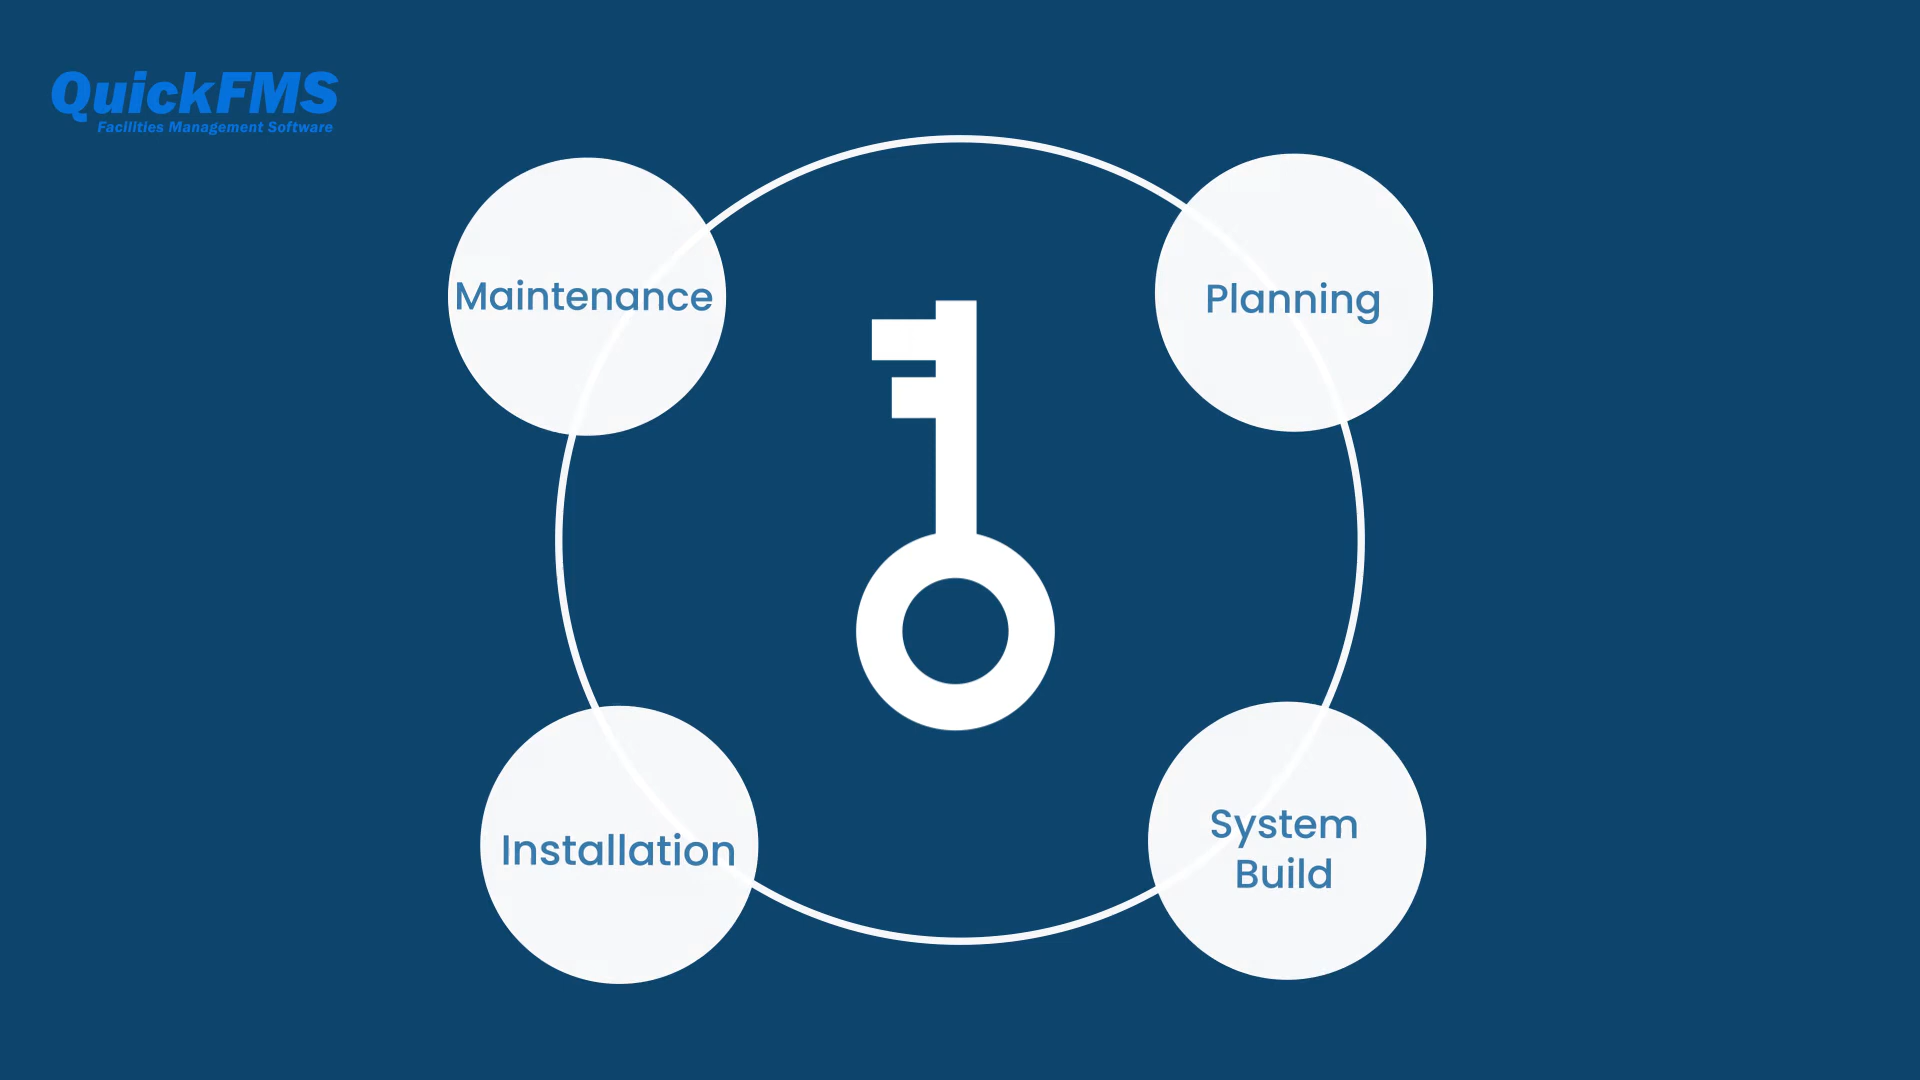 QuickFMS
Facilities Management Software
Maintenance
Planning
Installation
System
Build